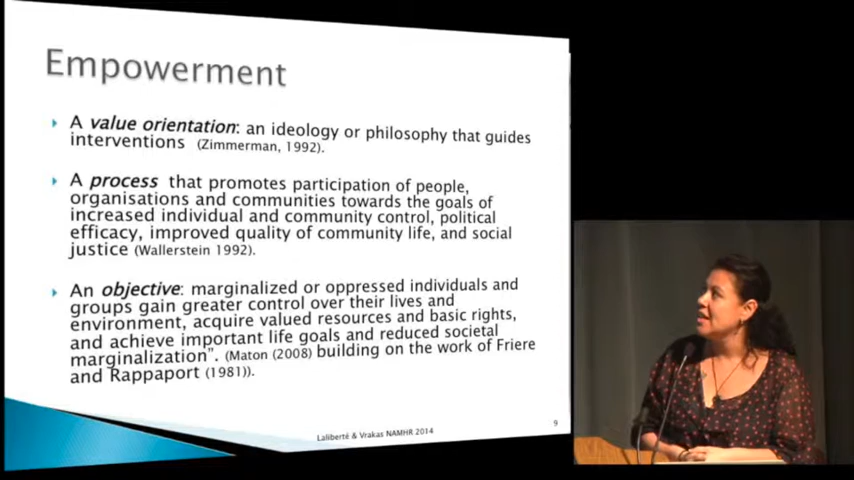 Empowerment
A value orientation: an ideology or philosophy that guides
interventions (Zimmerman, 1992).
A process that promotes participation of people,
organisations and communities towards the goals of
increased individual and community control, political
efficacy, improved quality of community life, and social
justice (Wallerstein 1992).
An objective: marginalized or oppressed individuals and
groups gain greater control over their lives and
environment, acquire valued resources and basic rights,
and achieve important life goals and reduced societal
marginalization". (Maton (2008) building on the work of Friere
and Rappaport (1981)).
Laliberté & Vrakas NAMHR 2014
9